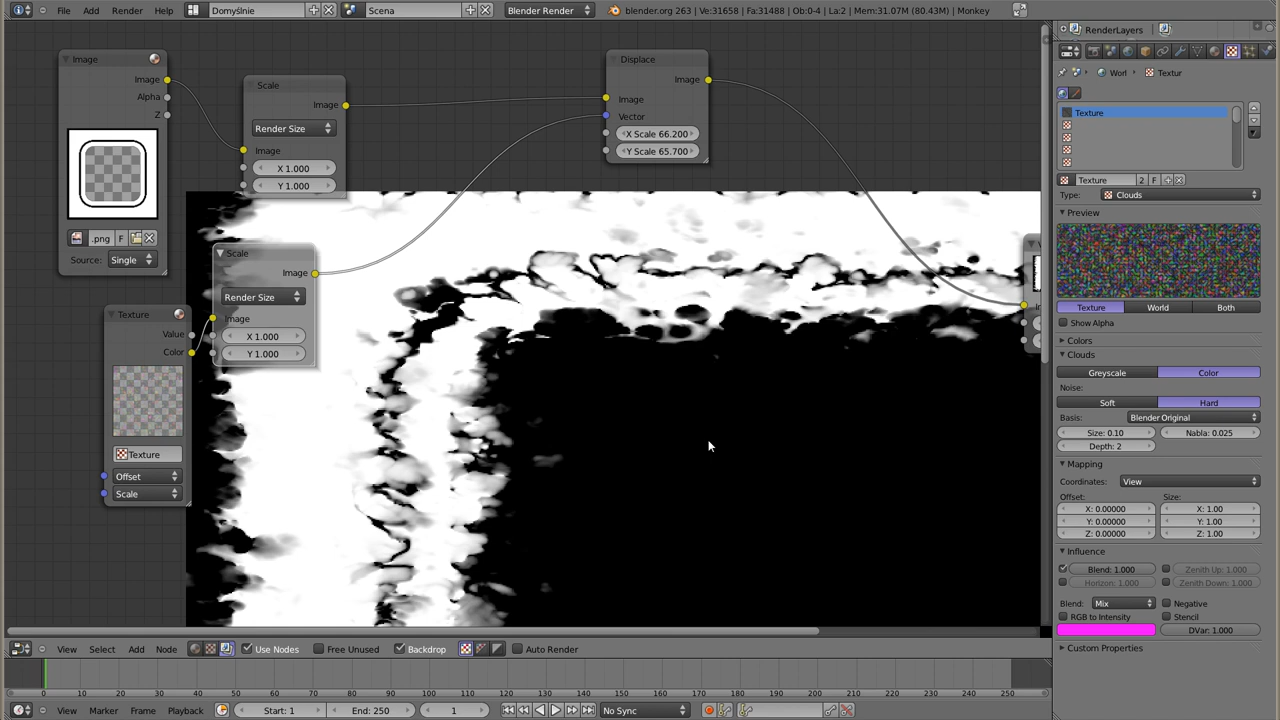 File Add Render Help Domyślnie Scena Blender Render blender.org 263 | Ve:31658 | Fa:31488 | Ob:0-4 | La:2 | Mem:31.07M (80.43M) | Monkey
RenderLayers
Worl Textur
Texture
Texture 2 F
Type: Clouds
Preview
Texture World Both
Show Alpha
Colors
Clouds
Greyscale Color
Noise:
Soft Hard
Basis: Blender Original
Size: 0.10 Nabla: 0.025
Depth: 2
Mapping
Coordinates: View
Offset: Size:
X: 0.00000 X: 1.00
Y: 0.00000 Y: 1.00
Z: 0.00000 Z: 1.00
Influence
Blend: 1.000 Zenith Up: 1.000
Horizon: 1.000 Zenith Down: 1.000
Blend: Mix Negative
RGB to Intensity Stencil
DVar: 1.000
Custom Properties
Image
Image
Alpha
Z
.png F
Source: Single
Scale
Image
Render Size
Image
X 1.000
Y 1.000
Displace
Image
Image
Vector
X Scale 66.200
Y Scale 65.700
Scale
Image
Render Size
Image
X 1.000
Y 1.000
Texture
Value
Color
Texture
Offset
Scale
View Select Add Node Use Nodes Free Unused Backdrop Auto Render
0 10 20 30 40 50 60 70 80 90 100 110 120 130 140 150 160 170 180 190 200 210 220 230 240 250
View Marker Frame Playback Start: 1 End: 250 1 No Sync